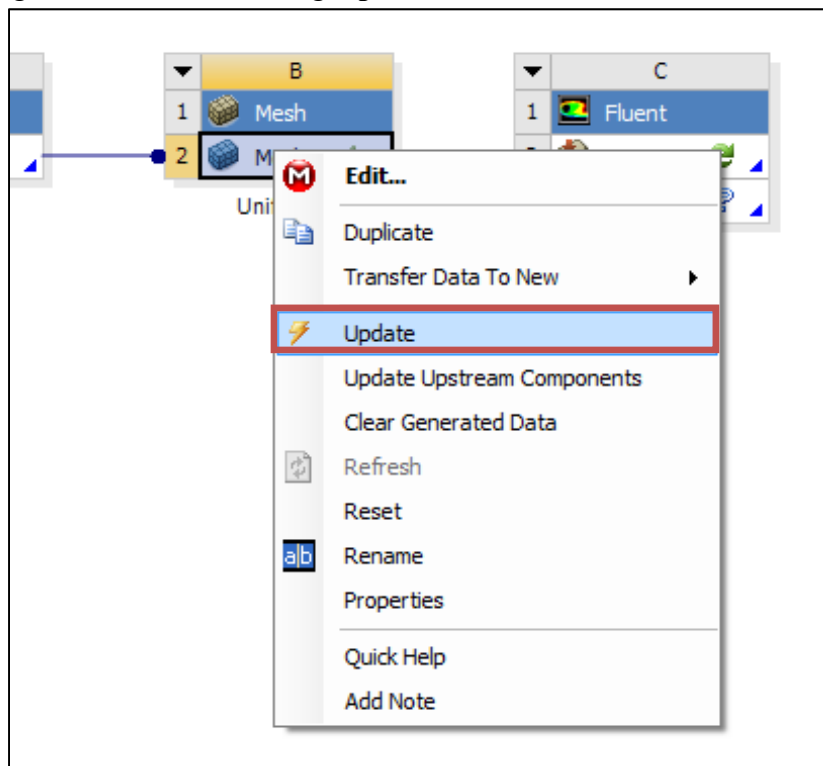 B
C
1 Mesh
1 Fluent
2
Edit...
Duplicate
Transfer Data To New
Update
Update Upstream Components
Clear Generated Data
Refresh
Reset
a|b Rename
Properties
Quick Help
Add Note